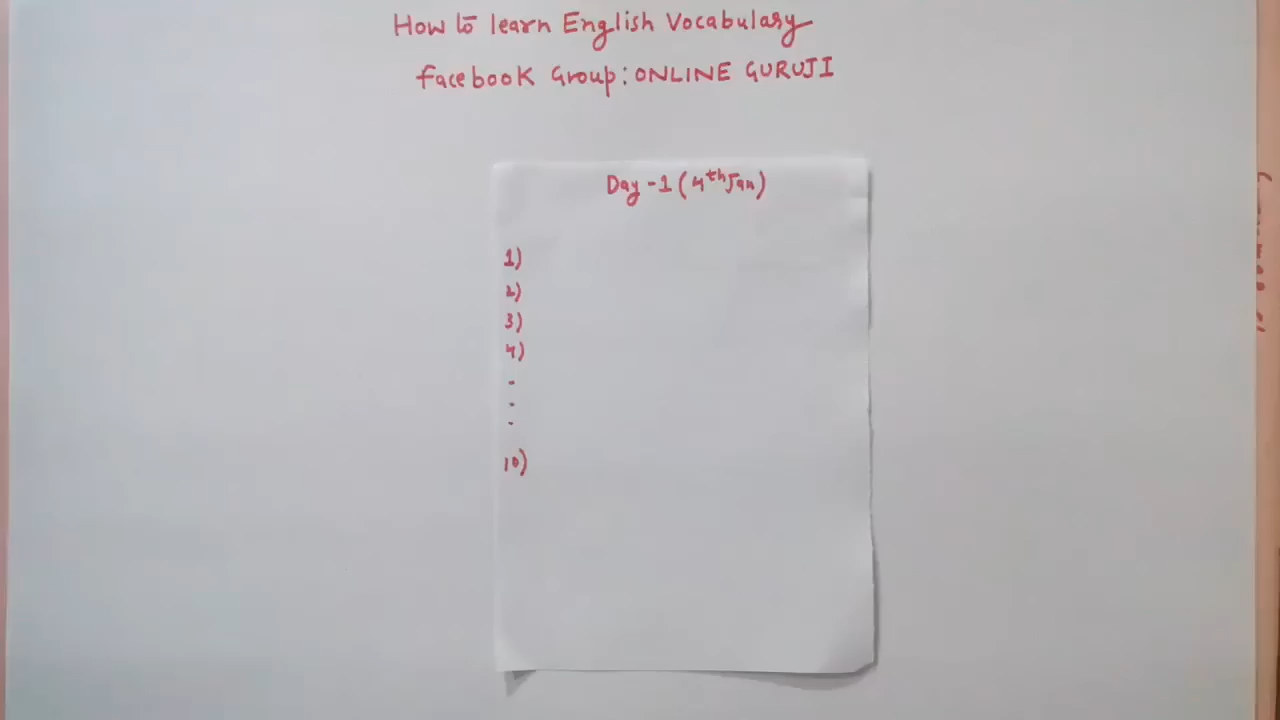 How to learn English Vocabulary
facebook Group: ONLINE GURUJI
Day -1 (4th Jan)
1)
2)
3)
4)
.
.
.
10)